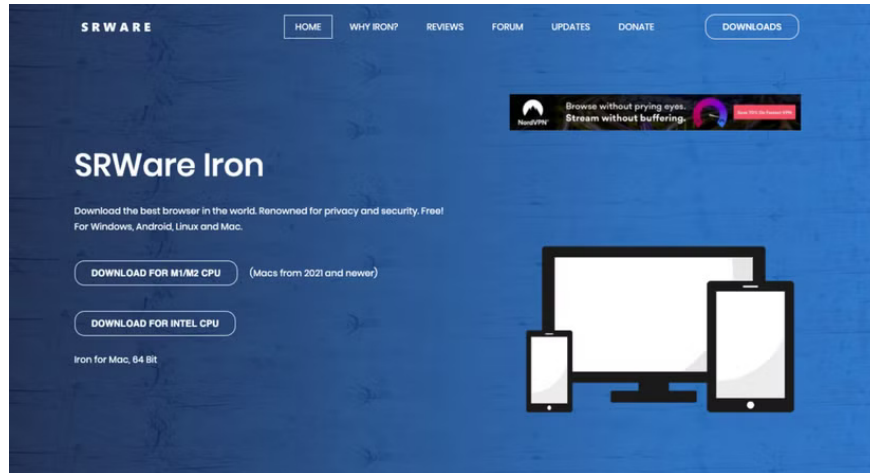 SRWARE
HOME WHY IRON? REVIEWS FORUM UPDATES DONATE DOWNLOADS
NordVPN
Browse without prying eyes.
Stream without buffering.
SRWare Iron
Download the best browser in the world. Renowned for privacy and security. Free!
For Windows, Android, Linux and Mac.
DOWNLOAD FOR M1/M2 CPU (Macs from 2021 and newer)
DOWNLOAD FOR INTEL CPU
Iron for Mac, 64 Bit